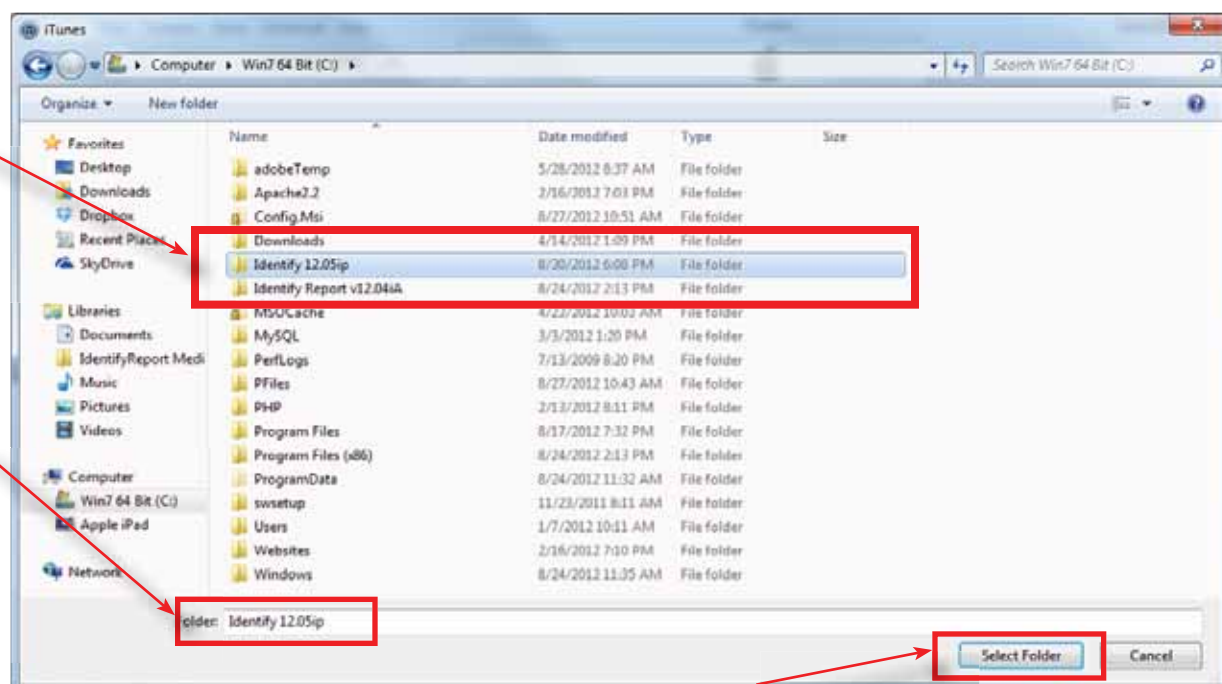 iTunes
Computer Win7 64 Bit (C:)
Search Win7 64 Bit (C:)
Organize New folder
Name Date modified Type Size
Favorites
Desktop
Downloads
Dropbox
Recent Places
SkyDrive
Libraries
Documents
IdentifyReport Medi
Music
Pictures
Videos
Computer
Win7 64 Bit (C:)
Apple iPad
Network
adobeTemp 5/28/2012 8:37 AM File folder
Apache2.2 2/16/2012 7:03 PM File folder
Config.Msi 8/27/2012 10:51 AM File folder
Downloads 4/14/2012 1:09 PM File folder
Identify 12.05ip 8/20/2012 6:08 PM File folder
Identify Report v12.04iA 8/24/2012 2:13 PM File folder
MSOCache 4/23/2012 10:03 AM File folder
MySQL 3/3/2012 1:20 PM File folder
PerfLogs 7/13/2009 8:20 PM File folder
PFiles 8/27/2012 10:43 AM File folder
PHP 2/13/2012 8:11 PM File folder
Program Files 8/17/2012 7:32 PM File folder
Program Files (x86) 8/24/2012 2:13 PM File folder
ProgramData 8/24/2012 11:32 AM File folder
swsetup 11/23/2011 8:11 AM File folder
Users 1/7/2012 10:11 AM File folder
Websites 2/16/2012 7:10 PM File folder
Windows 8/24/2012 11:35 AM File folder
older: Identify 12.05ip
Select Folder Cancel